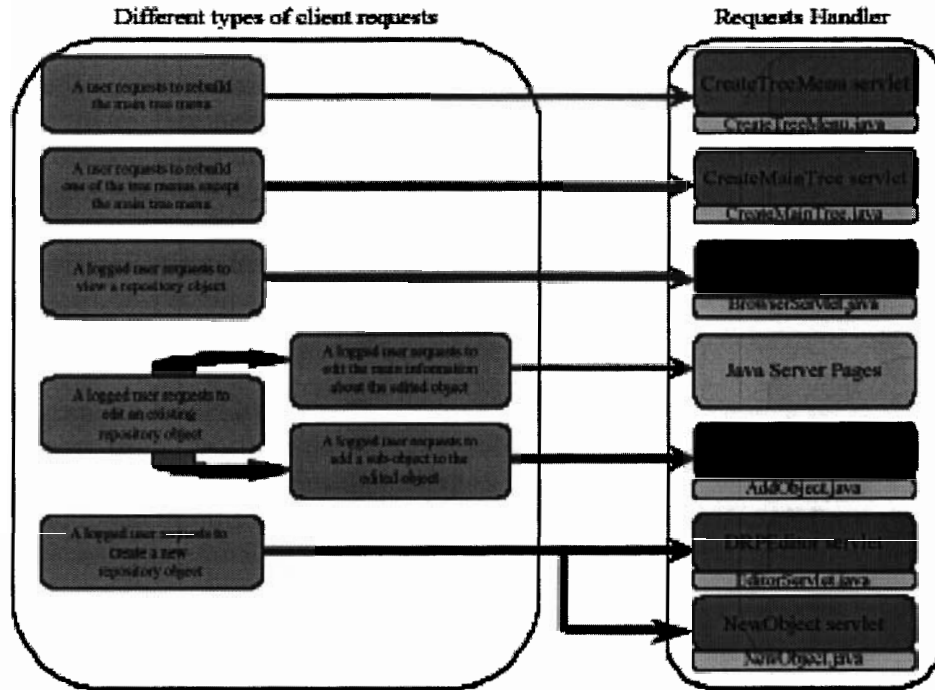 Different types of client requests
Requests Handler
A user requests to rebuild
the main tree menu
CreateTreeMenu servlet
CreateTreeMenu.java
A user requests to rebuild
one of the tree menus except
the main tree menu
CreateMainTree servlet
CreateMainTree.java
A logged user requests to
view a repository object
BrowserServlet.java
A logged user requests to
edit an existing
repository object
A logged user requests to
edit the main information
about the edited object
Java Server Pages
A logged user requests to
add a sub-object to the
edited object
AddObject.java
A logged user requests to
create a new
repository object
DRPEditor servlet
EditorServlet.java
NewObject servlet
NewObject.java